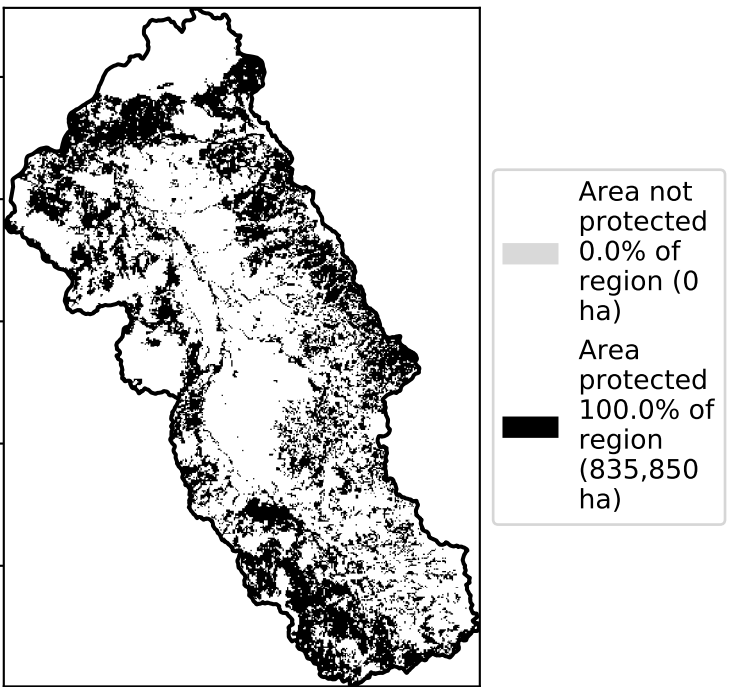 Area not
protected
0.0% of
region (0
ha)
Area
protected
100.0% of
region
(835,850
ha)